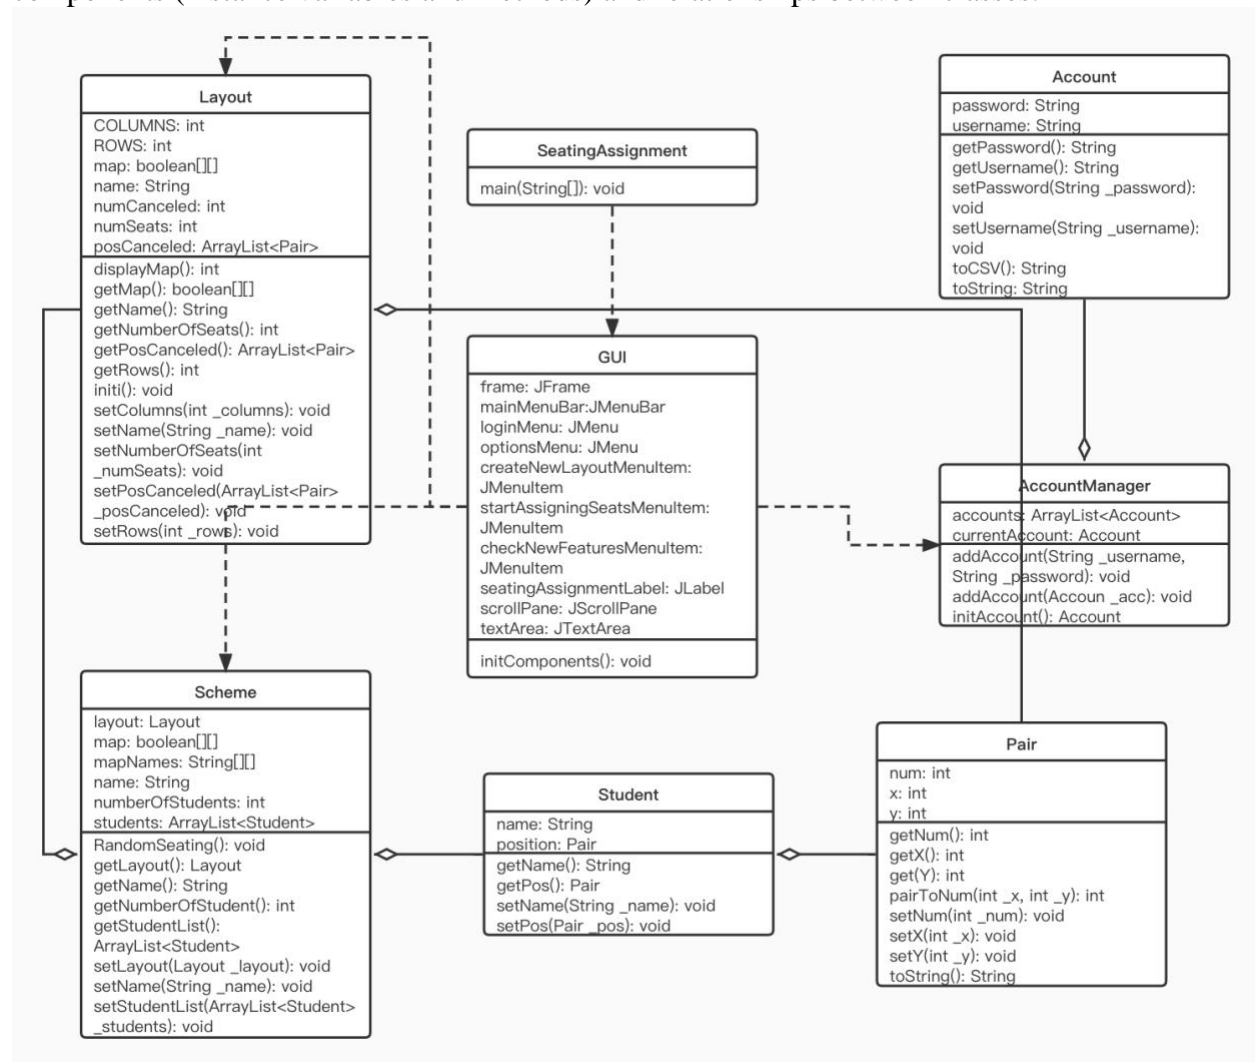 components (instance variables and methods) and relationships between classes.
Layout
COLUMNS: int
ROWS: int
map: boolean[][]
name: String
numCanceled: int
numSeats: int
posCanceled: ArrayList<Pair>
displayMap(): int
getMap(): boolean[][]
getName(): String
getNumberOfSeats(): int
getPosCanceled(): ArrayList<Pair>
getRows(): int
initi(): void
setColumns(int _columns): void
setName(String _name): void
setNumberOfSeats(int
_numSeats): void
setPosCanceled(ArrayList<Pair>
_posCanceled): void
setRows(int _rows): void
SeatingAssignment
main(String[]): void
Account
password: String
username: String
getPassword(): String
getUsername(): String
setPassword(String _password):
void
setUsername(String _username):
void
toCSV(): String
toString: String
GUI
frame: JFrame
mainMenuBar:JMenuBar
loginMenu: JMenu
optionsMenu: JMenu
createNewLayoutMenuItem:
JMenuItem
startAssigningSeatsMenuItem:
JMenuItem
checkNewFeaturesMenuItem:
JMenuItem
seatingAssignmentLabel: JLabel
scrollPane: JScrollPane
textArea: JTextArea
initComponents(): void
AccountManager
accounts: ArrayList<Account>
currentAccount: Account
addAccount(String _username,
String _password): void
addAccount(Accoun _acc): void
initAccount(): Account
Scheme
layout: Layout
map: boolean[][]
mapNames: String[][]
name: String
numberOfStudents: int
students: ArrayList<Student>
RandomSeating(): void
getLayout(): Layout
getName(): String
getNumberOfStudent(): int
getStudentList():
ArrayList<Student>
setLayout(Layout _layout): void
setName(String _name): void
setStudentList(ArrayList<Student>
_students): void
Student
name: String
position: Pair
getName(): String
getPos(): Pair
setName(String _name): void
setPos(Pair _pos): void
Pair
num: int
x: int
y: int
getNum(): int
getX(): int
get(Y): int
pairToNum(int _x, int _y): int
setNum(int _num): void
setX(int _x): void
setY(int _y): void
toString(): String